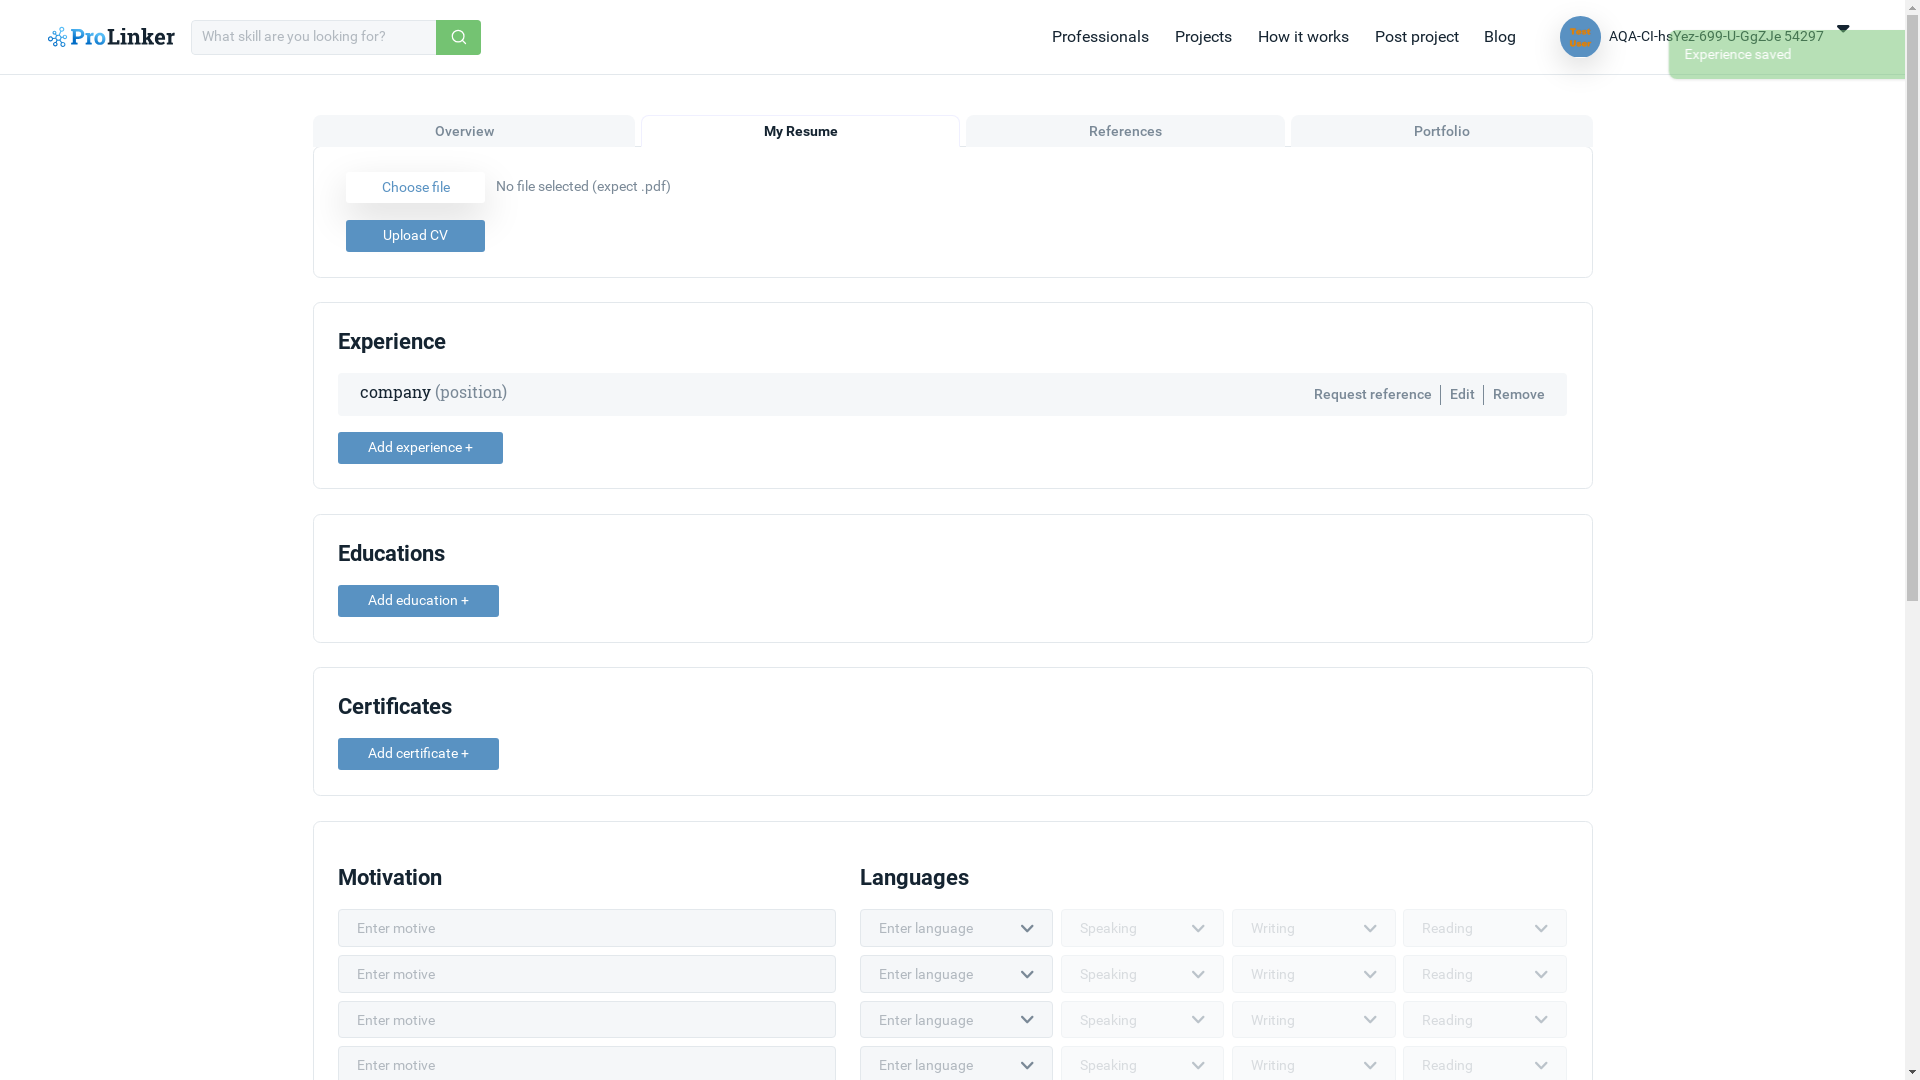 ProLinker
What skill are you looking for?
Professionals
Projects
How it works
Post project
Blog
Test User
AQA-CI-hsYez-699-U-GgZJe 54297
Experience saved
Overview
My Resume
References
Portfolio
Choose file
No file selected (expect .pdf)
Upload CV
Experience
company (position)
Request reference
Edit
Remove
Add experience +
Educations
Add education +
Certificates
Add certificate +
Motivation
Languages
Enter motive
Enter language
Speaking
Writing
Reading
Enter motive
Enter language
Speaking
Writing
Reading
Enter motive
Enter language
Speaking
Writing
Reading
Enter motive
Enter language
Speaking
Writing
Reading